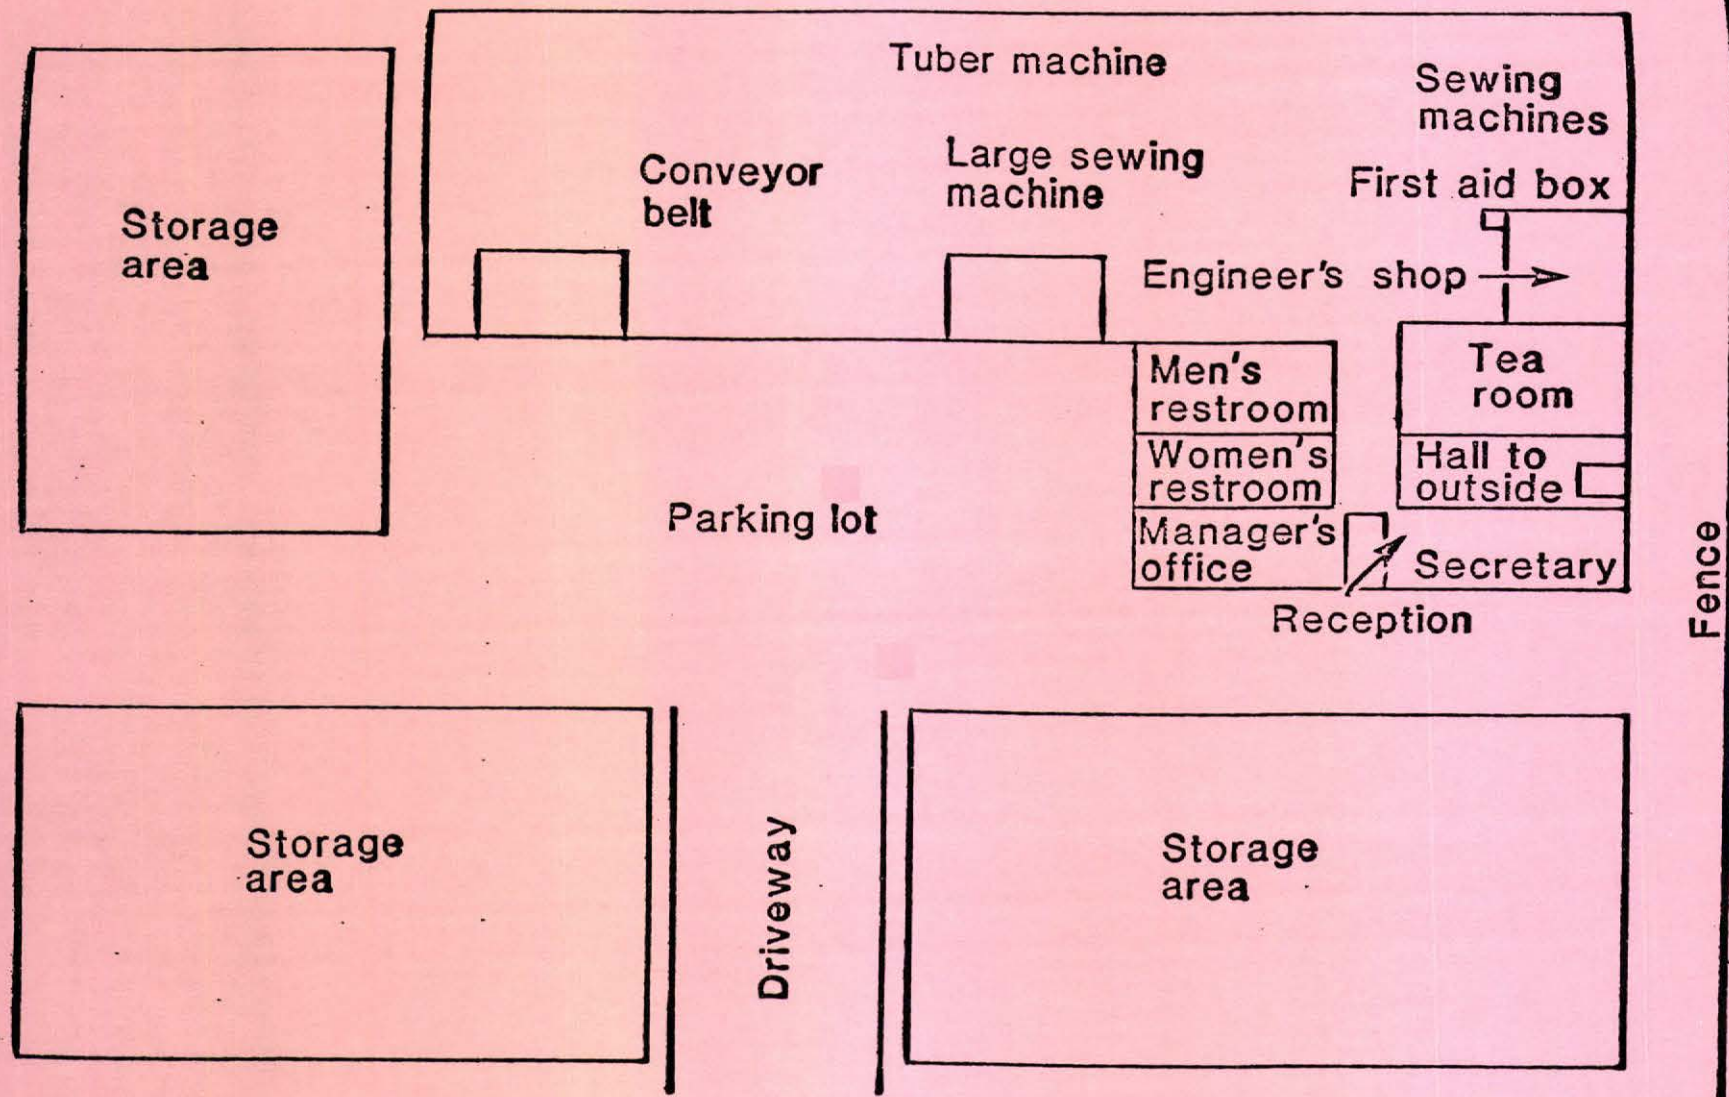 Tuber machine
Sewing
machines
Conveyor
belt
Large sewing
machine
First aid box
Storage
area
Engineer's shop
Men's
restroom
Tea
room
Women's
restroom
Hall to
outside
Parking lot
Manager's
office
Secretary
Reception
Fence
Storage
area
Driveway
Storage
area